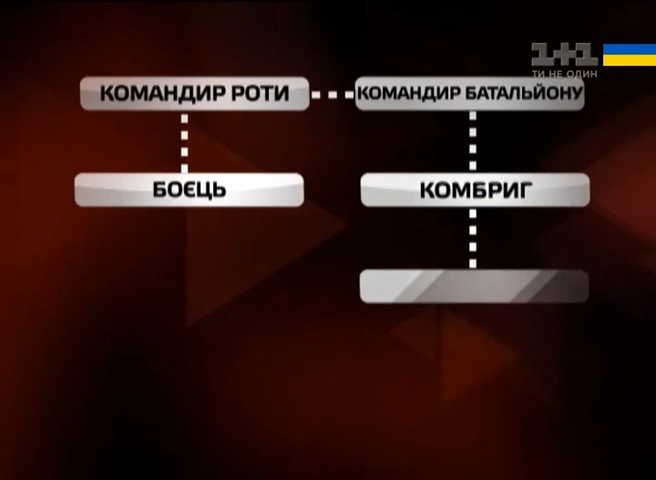 1+1
ТИ НЕ ОДИН
КОМАНДИР РОТИ
КОМАНДИР БАТАЛЬЙОНУ
БОЄЦЬ
КОМБРИГ